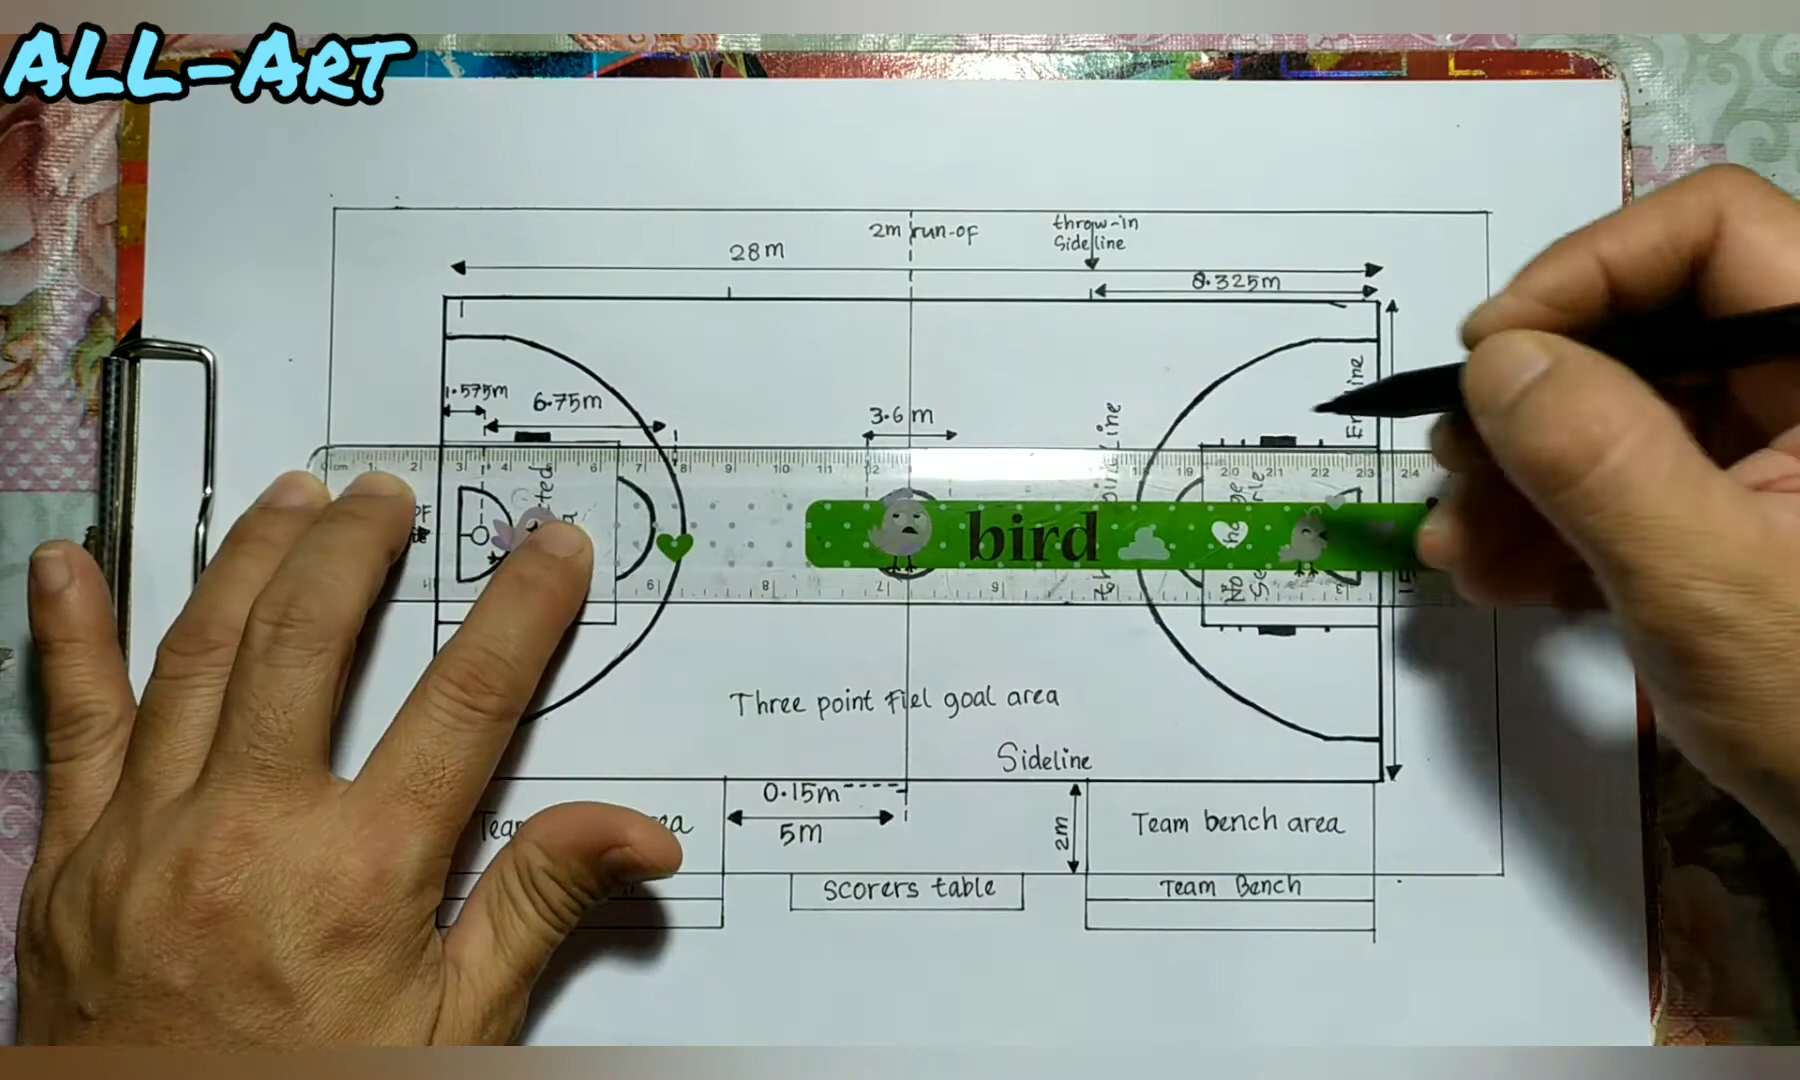 ALL-ART
2m run-of
throw-in
Side line
28m
8.325m
1.575m
6.75m
3.6 m
bird
Three point Fiel goal area
Sideline
0.15m
5m
2m
Team bench area
scorers table
Team Bench